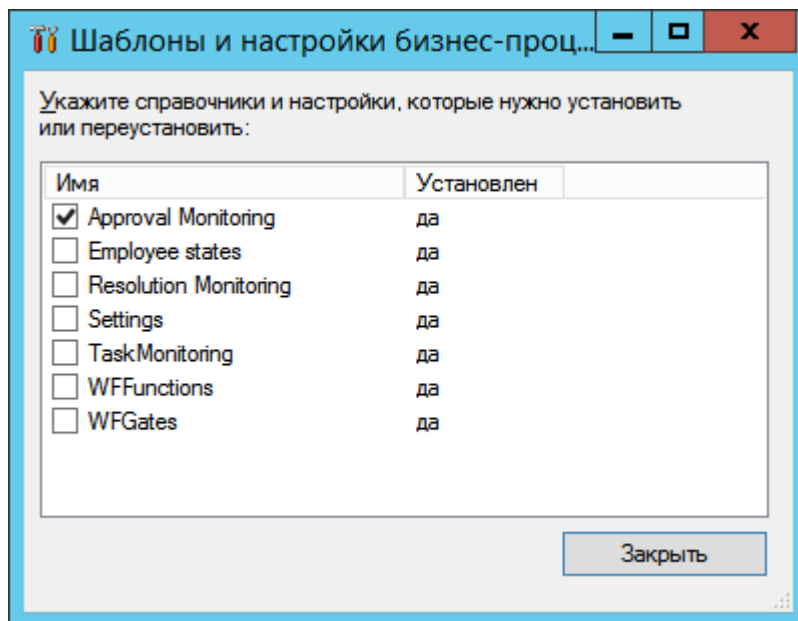 Шаблоны и настройки бизнес-проц...
Укажите справочники и настройки, которые нужно установить
или переустановить:
Имя Установлен
Approval Monitoring да
Employee states да
Resolution Monitoring да
Settings да
TaskMonitoring да
WFFunctions да
WFGates да
Закрыть